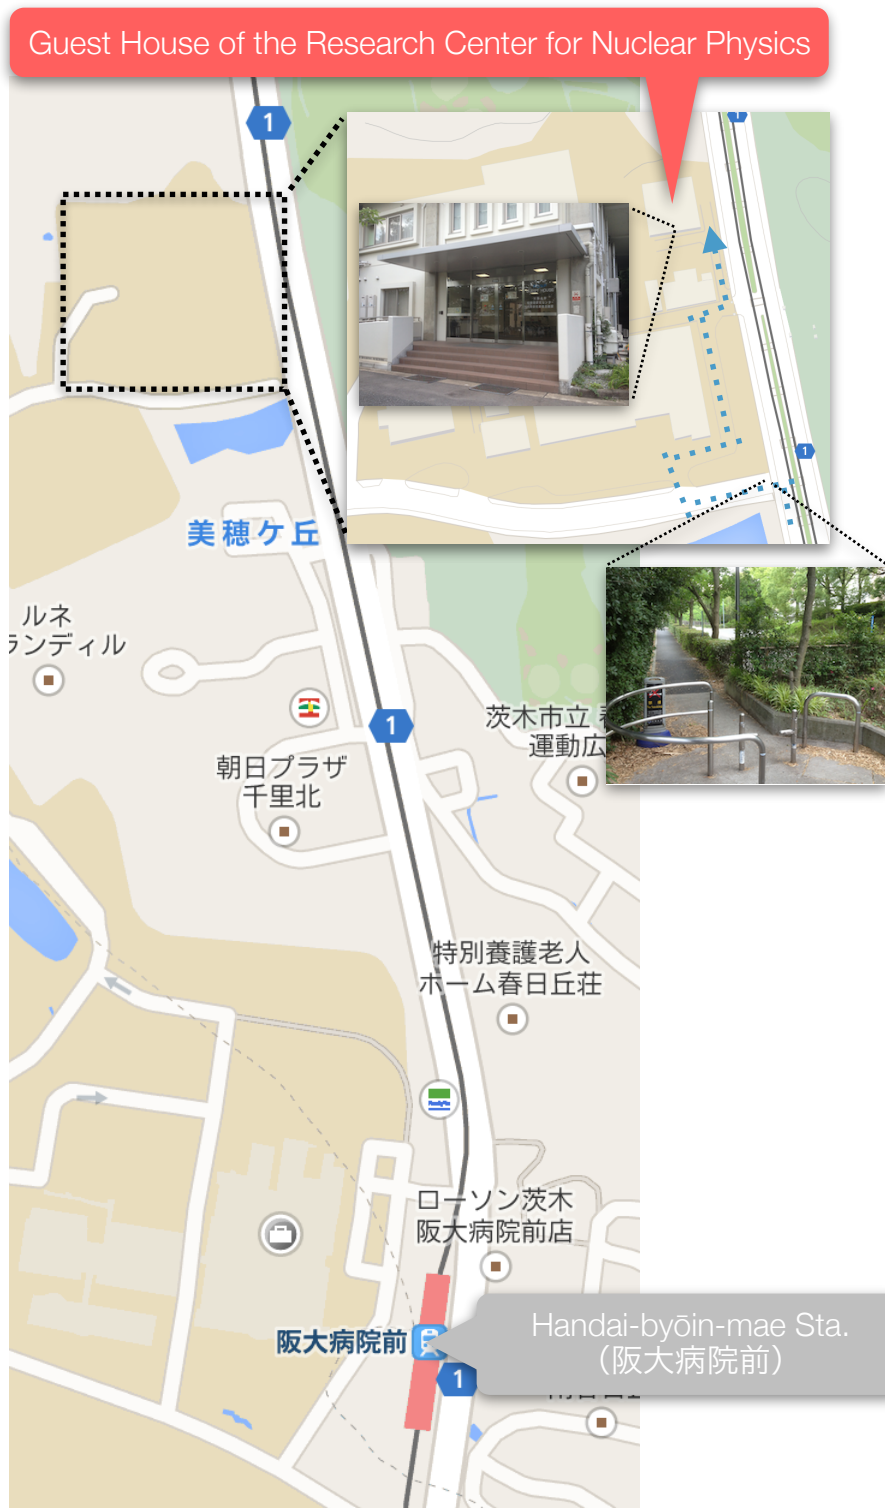 Guest House of the Research Center for Nuclear Physics
1
1
1
美穂ケ丘
ルネ
ランディル
1
茨木市立
運動広
朝日プラザ
千里北
特別養護老人
ホーム春日丘荘
FamilyMart
ローソン茨木
阪大病院前店
Handai-byōin-mae Sta.
（阪大病院前）
阪大病院前
1